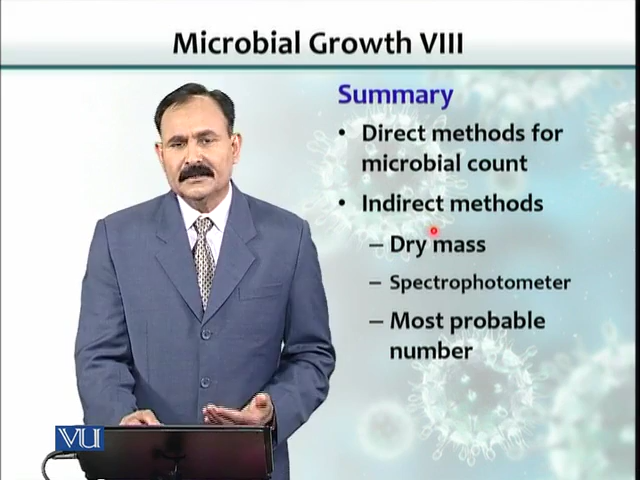 Microbial Growth VIII
Summary
• Direct methods for
microbial count
• Indirect methods
– Dry mass
– Spectrophotometer
– Most probable
number
VU